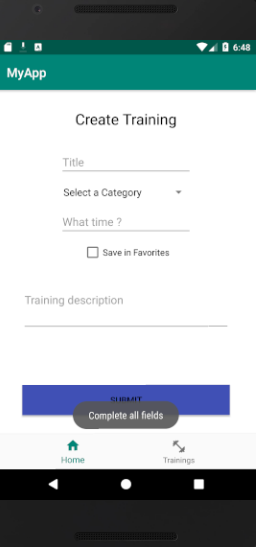 6:48
MyApp
Create Training
Title
Select a Category
What time ?
Save in Favorites
Training description
SUBMIT
Complete all fields
Home
Trainings